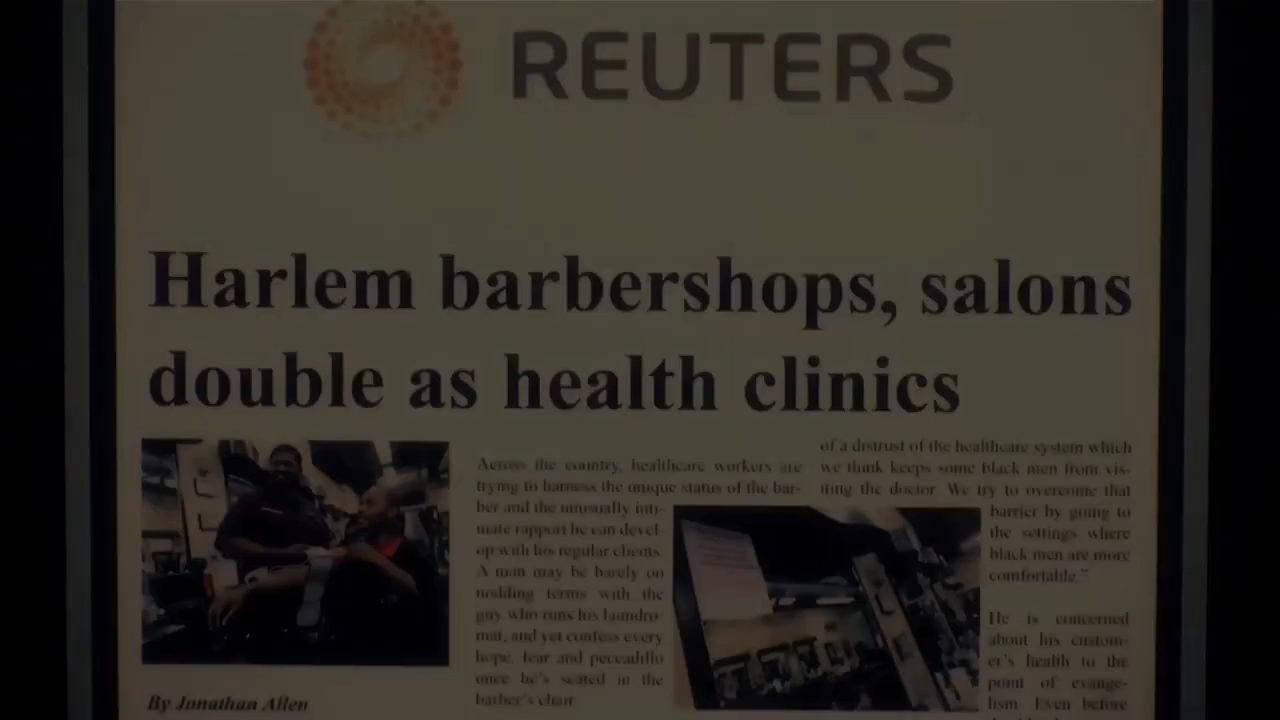 REUTERS
Harlem barbershops, salons
double as health clinics
By Jonathan Allen
Across the country, healthcare workers are
trying to harness the unique status of the bar-
ber and the unusually inti-
mate rapport he can devel-
op with his regular clients.
A man may be barely on
nodding terms with the
guy who runs his laundro-
mat, and yet confess every
hope, fear and peccadillo
once he's seated in the
barber's chair.
of a distrust of the healthcare system which
we think keeps some black men from vis-
iting the doctor. We try to overcome that
barrier by going to
the settings where
black men are more
comfortable."
He is concerned
about his custom-
er's health to the
point of evange-
lism. Even before